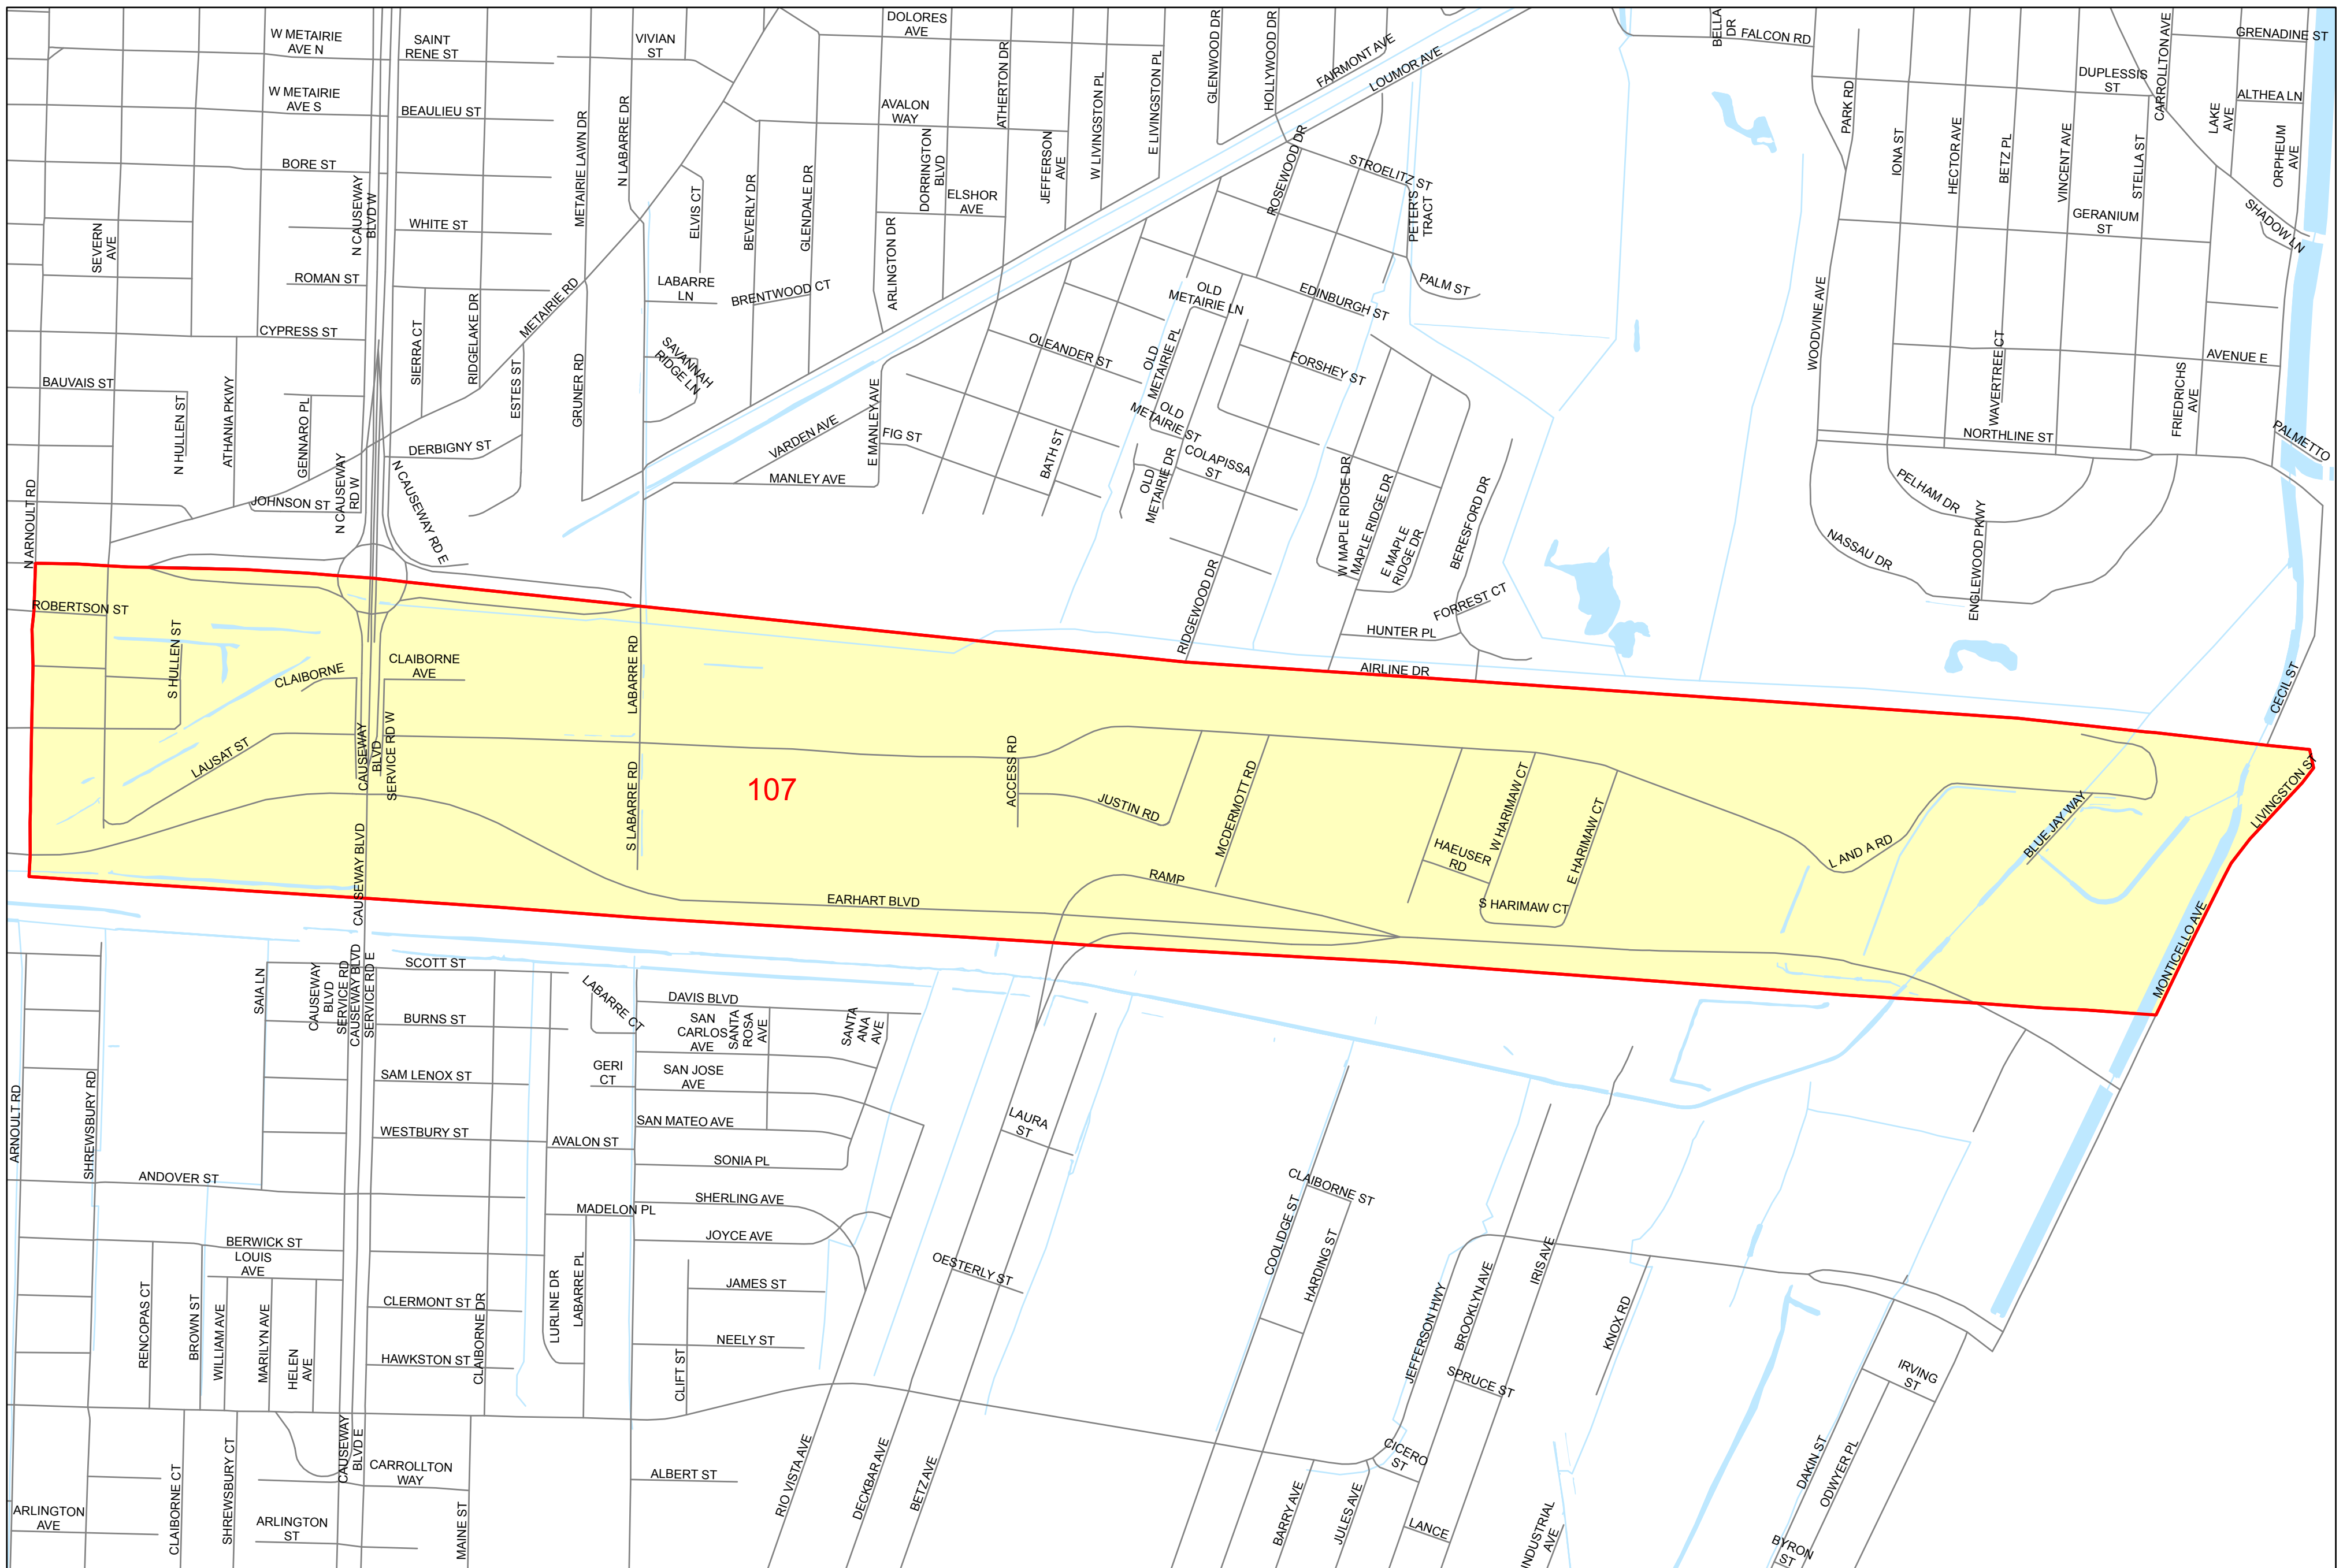 W METAIRIE
AVE N
SAINT
RENE ST
VIVIAN
ST
DOLORES
AVE
ATHERTON DR
W LIVINGSTON PL
E LIVINGSTON PL
GLENWOOD DR
HOLLYWOOD DR
FAIRMONT AVE
LOUMOR AVE
BELLA
DR
FALCON RD
CARROLLTON AVE
GRENADINE ST
W METAIRIE
AVE S
BEAULIEU ST
METAIRIE LAWN DR
N LABARRE DR
AVALON
WAY
DORRINGTON
BLVD
JEFFERSON
AVE
PARK RD
DUPLESSIS
ST
ALTHEA LN
LAKE
AVE
ORPHEUM
AVE
BORE ST
N CAUSEWAY
BLVD W
WHITE ST
ELVIS CT
BEVERLY DR
GLENDALE DR
ELSHOR
AVE
ARLINGTON DR
ROSEWOOD DR
STROELITZ ST
PETER'S
TRACT
IONA ST
HECTOR AVE
BETZ PL
VINCENT AVE
STELLA ST
GERANIUM
ST
SHADOW LN
SEVERN
AVE
ROMAN ST
METAIRIE RD
LABARRE
LN
BRENTWOOD CT
OLD
METAIRIE LN
EDINBURGH ST
PALM ST
WOODVINE AVE
CYPRESS ST
SIERRA CT
RIDGELAKE DR
ESTES ST
GRUNER RD
SAVANNAH
RIDGE LN
OLEANDER ST
OLD
METAIRIE PL
FORSHEY ST
WAVERTREE CT
AVENUE E
FRIEDRICHS
AVE
BAUVAIS ST
N HULLEN ST
ATHANIA PKWY
GENNARO PL
DERBIGNY ST
VARDEN AVE
E MANLEY AVE
FIG ST
BATH ST
OLD
METAIRIE ST
COLAPISSA
ST
OLD
METAIRIE DR
NORTHLINE ST
PALMETTO
N ARNOULT RD
JOHNSON ST
N CAUSEWAY
RD W
N CAUSEWAY RD E
MANLEY AVE
W MAPLE RIDGE DR
MAPLE RIDGE DR
E MAPLE
RIDGE DR
BERESFORD DR
PELHAM DR
NASSAU DR
ENGLEWOOD PKWY
ROBERTSON ST
S HULLEN ST
CLAIBORNE
CLAIBORNE
AVE
LABARRE RD
RIDGEWOOD DR
FORREST CT
HUNTER PL
AIRLINE DR
CECIL ST
LAUSAT ST
CAUSEWAY
BLVD
SERVICE RD W
S LABARRE RD
107
ACCESS RD
JUSTIN RD
MCDERMOTT RD
HAEUSER
RD
W HARIMAW CT
E HARIMAW CT
S HARIMAW CT
L AND A RD
BLUE JAY WAY
LIVINGSTON ST
MONTICELLO AVE
CAUSEWAY BLVD
EARHART BLVD
RAMP
SAIA LN
CAUSEWAY
BLVD
SERVICE RD
CAUSEWAY BLVD
SERVICE RD E
SCOTT ST
LABARRE CT
DAVIS BLVD
SAN
CARLOS
AVE
SANTA
ROSA
AVE
SANTA
ANA
AVE
BURNS ST
ARNOULT RD
SHREWSBURY RD
SAM LENOX ST
GERI
CT
SAN JOSE
AVE
WESTBURY ST
AVALON ST
SAN MATEO AVE
LAURA
ST
SONIA PL
ANDOVER ST
SHERLING AVE
MADELON PL
JOYCE AVE
CLAIBORNE ST
COOLIDGE ST
HARDING ST
BERWICK ST
LOUIS
AVE
OESTERLY ST
JAMES ST
IRIS AVE
RENCOPAS CT
BROWN ST
WILLIAM AVE
MARILYN AVE
HELEN
AVE
CLERMONT ST
CLAIBORNE DR
LURLINE DR
LABARRE PL
NEELY ST
CLIFT ST
HAWKSTON ST
JEFFERSON HWY
BROOKLYN AVE
KNOX RD
SPRUCE ST
IRVING
ST
CAUSEWAY
BLVD E
CARROLLTON
WAY
ALBERT ST
RIO VISTA AVE
DECKBAR AVE
BETZ AVE
CICERO
ST
DAKIN ST
ODWYER PL
ARLINGTON
AVE
CLAIBORNE CT
SHREWSBURY CT
ARLINGTON
ST
MAINE ST
BARRY AVE
JULES AVE
LANCE
INDUSTRIAL
AVE
BYRON
ST